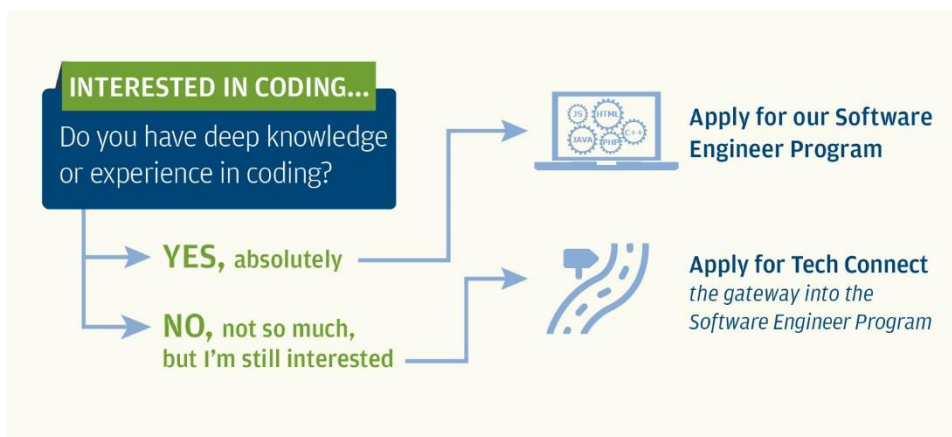 INTERESTED IN CODING...
Do you have deep knowledge
or experience in coding?
YES, absolutely
NO, not so much,
but I'm still interested
JS
HTML
C++
JAVA
PHP
Apply for our Software
Engineer Program
Apply for Tech Connect
the gateway into the
Software Engineer Program